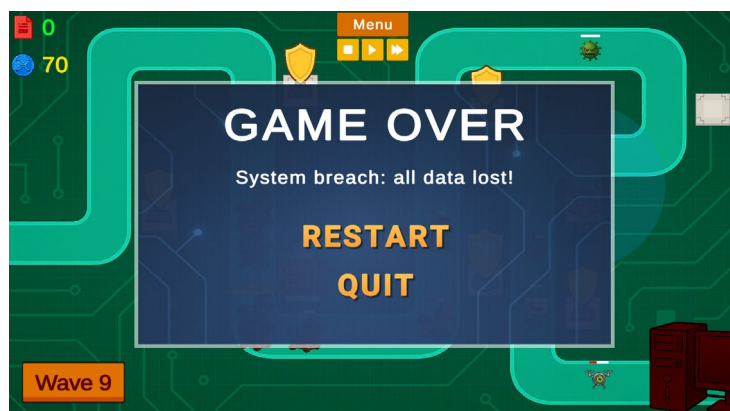 0
Menu
70
GAME OVER
System breach: all data lost!
RESTART
QUIT
Wave 9